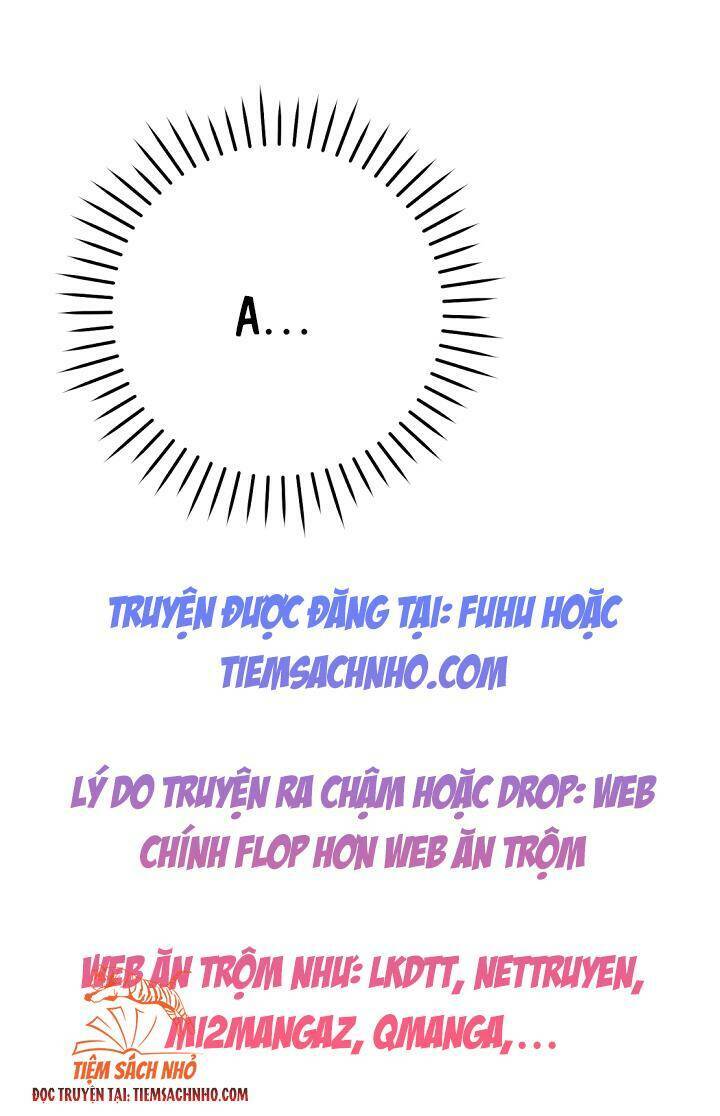 A...
TRUYỆN ĐƯỢC ĐĂNG TẠI: FUHU HOẶC
TIEMSACHNHO.COM
LÝ DO TRUYỆN RA CHẬM HOẶC DROP: WEB
CHÍNH FLOP HƠN WEB ĂN TRỘM
WEB ĂN TRỘM NHƯ: LKDTT, NETTRUYEN,
MI2MANGAZ, QMANGA,...
TIỆM SÁCH NHỎ
ĐỌC TRUYỆN TẠI: TIEMSACHNHO.COM